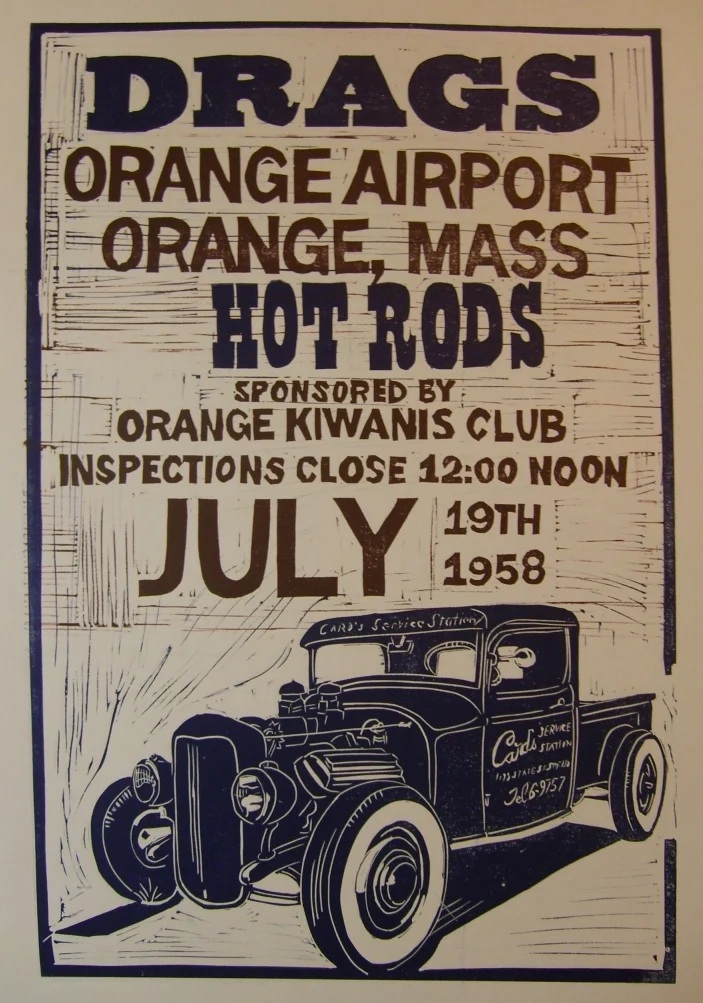 DRAGS
ORANGE AIRPORT
ORANGE, MASS
HOT RODS
SPONSORED BY
ORANGE KIWANIS CLUB
INSPECTIONS CLOSE 12:00 NOON
JULY
19TH
1958
CARD'S Service Station
Card's SERVICE
STATION
Tel 6-9757